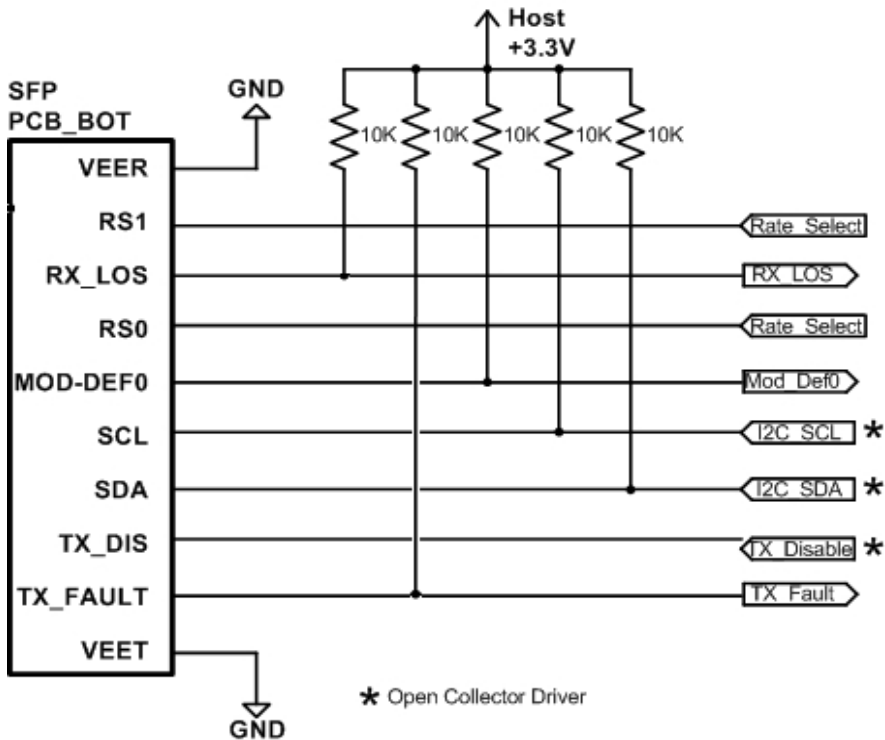 Host
+3.3V
SFP
PCB_BOT
GND
10K 10K 10K 10K 10K
VEER
RS1 Rate_Select
RX_LOS RX_LOS
RS0 Rate_Select
MOD-DEF0 Mod_Def0
SCL I2C_SCL *
SDA I2C_SDA *
TX_DIS TX_Disable *
TX_FAULT TX_Fault
VEET
* Open Collector Driver
GND